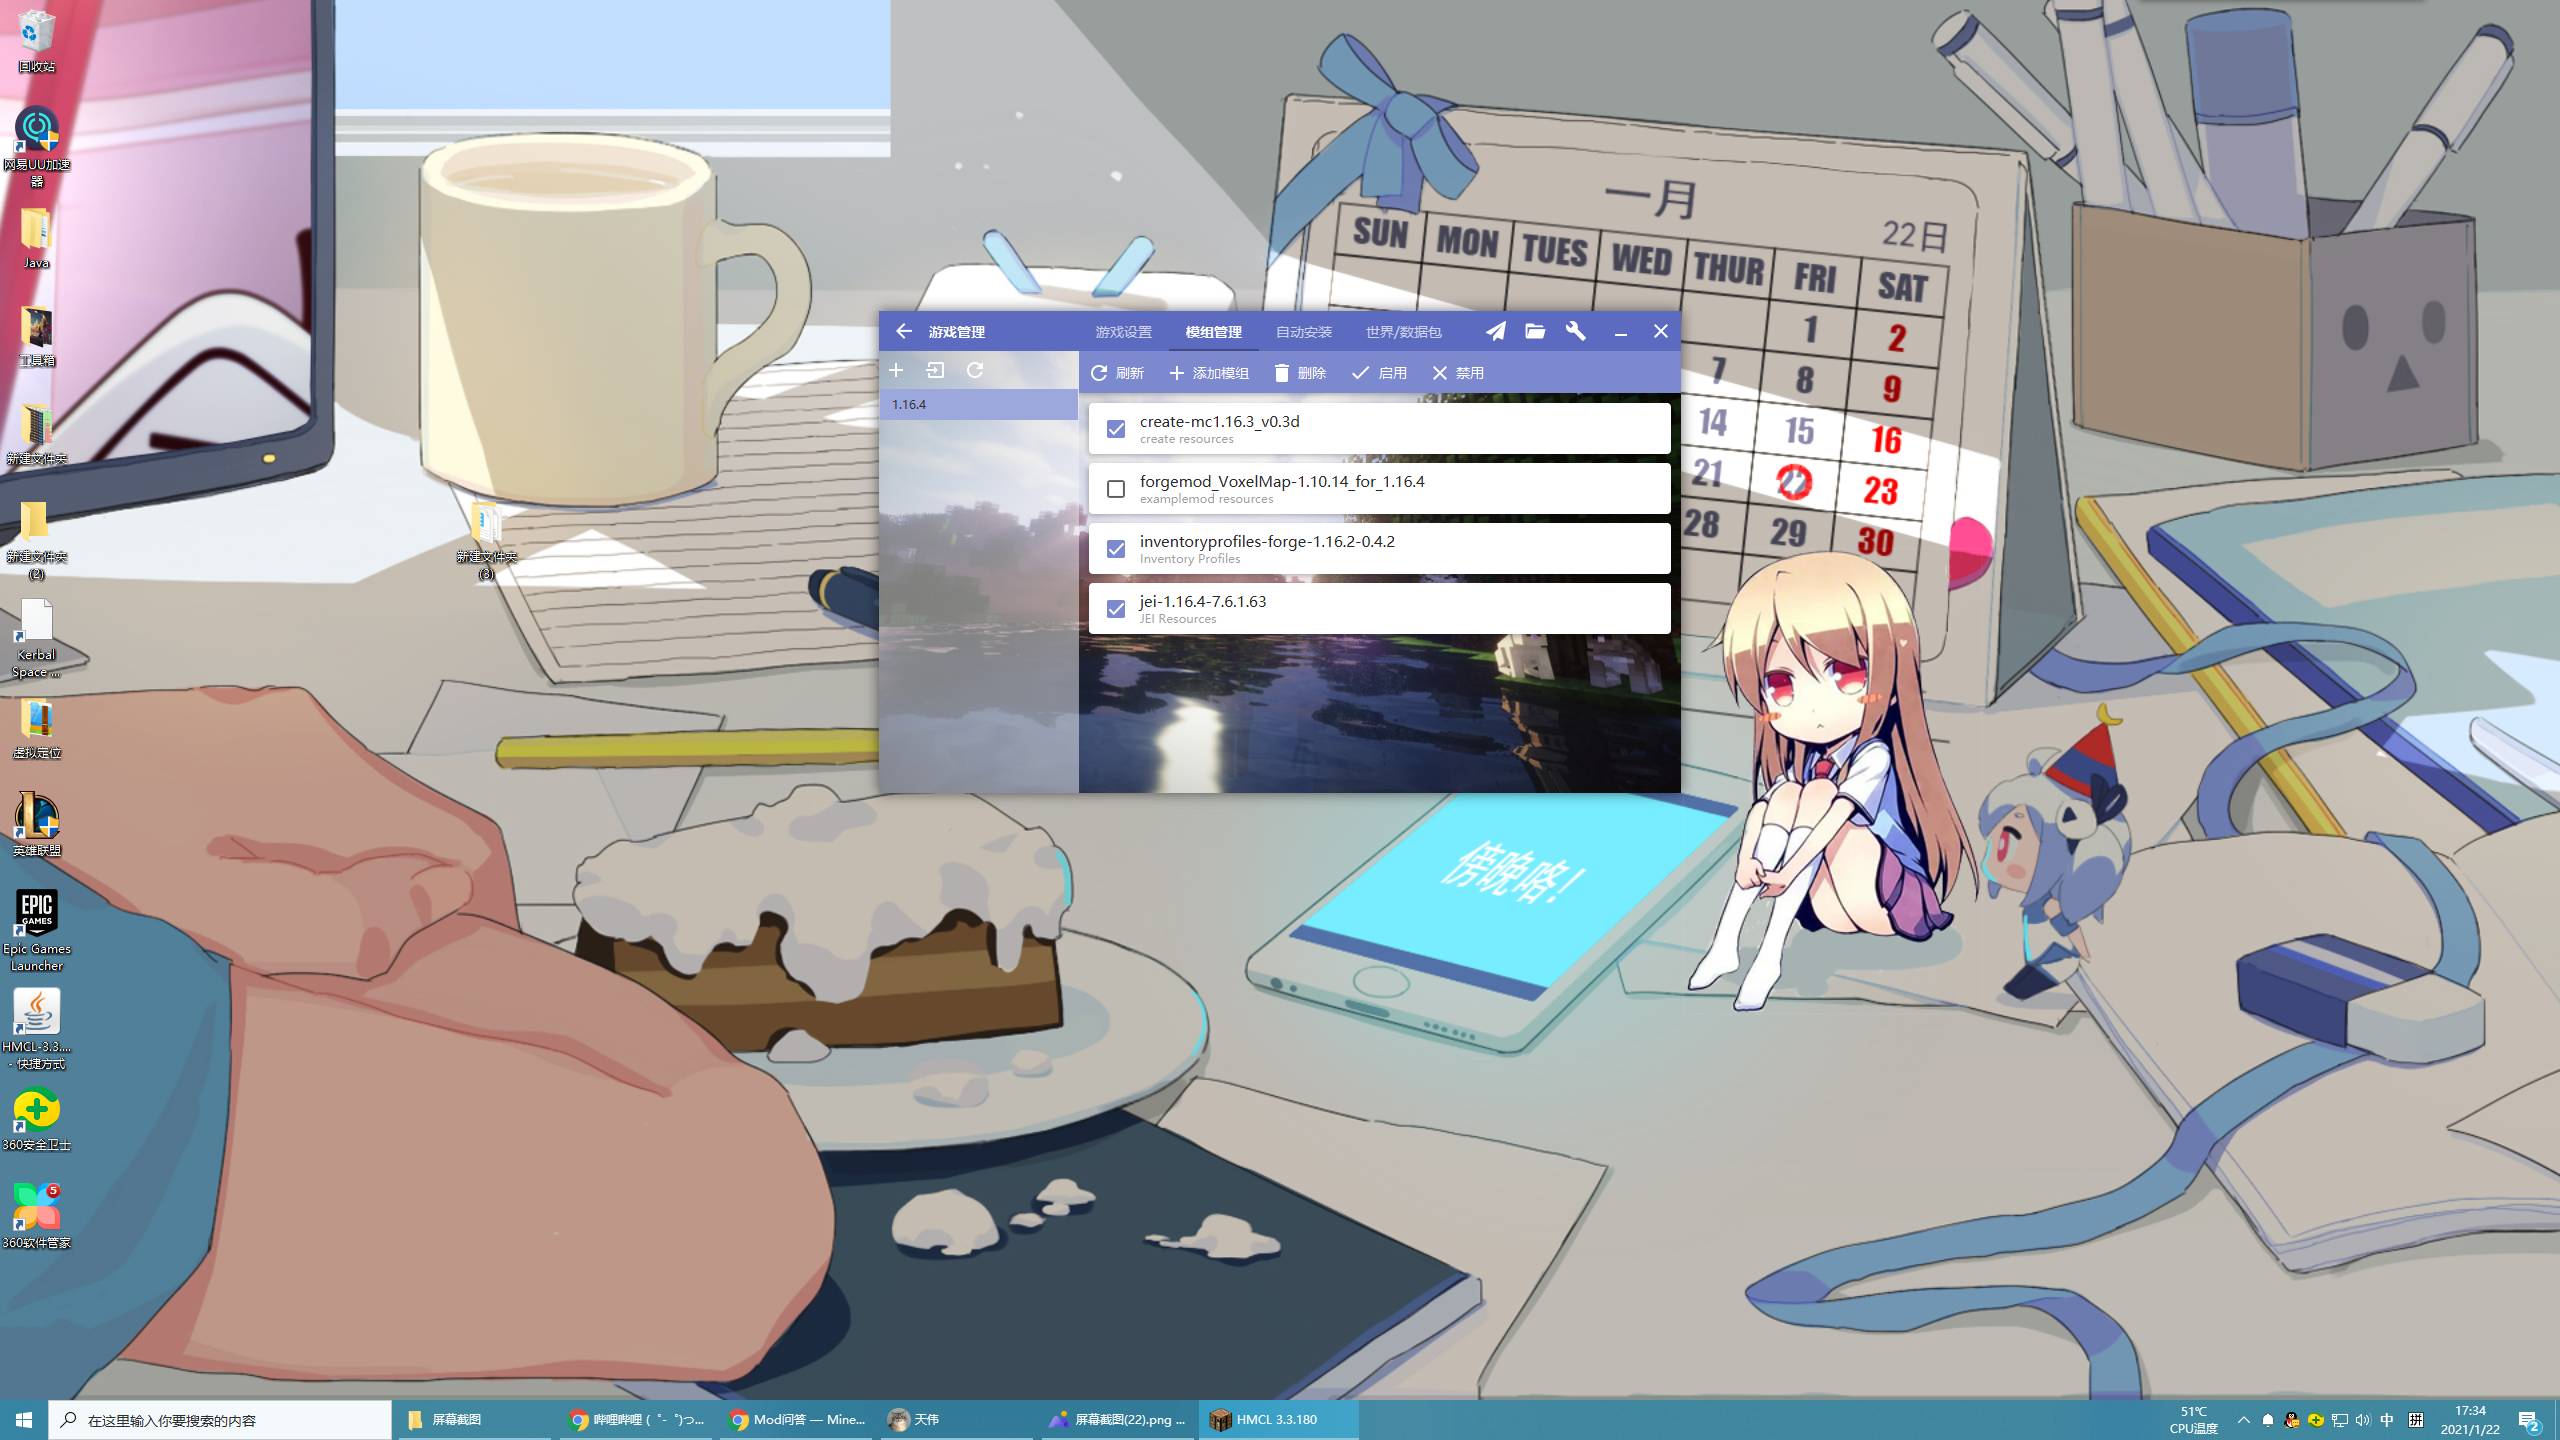 回收站
网易UU加速
器
Java
工具箱
新建文件夹
新建文件夹
(2)
Kerbal
Space ...
虚拟定位
英雄联盟
EPIC
GAMES
Epic Games
Launcher
HMCL-3.3....
- 快捷方式
360安全卫士
5
360软件管家
新建文件夹
(3)
一月
22日
SUN MON TUES WED THUR FRI SAT
1 2
7 8 9
14 15 16
21 22 23
28 29 30
游戏管理
游戏设置 模组管理 自动安装 世界/数据包
刷新 添加模组 删除 启用 禁用
1.16.4
create-mc1.16.3_v0.3d
create resources
forgemod_VoxelMap-1.10.14_for_1.16.4
examplemod resources
inventoryprofiles-forge-1.16.2-0.4.2
Inventory Profiles
jei-1.16.4-7.6.1.63
JEI Resources
傍晚咯!
在这里输入你要搜索的内容
屏幕截图
哔哩哔哩 (゜-゜)つ...
Mod问答 — Mine...
天伟
屏幕截图(22).png ...
HMCL 3.3.180
51℃
CPU温度
中
拼
17:34
2021/1/22
2